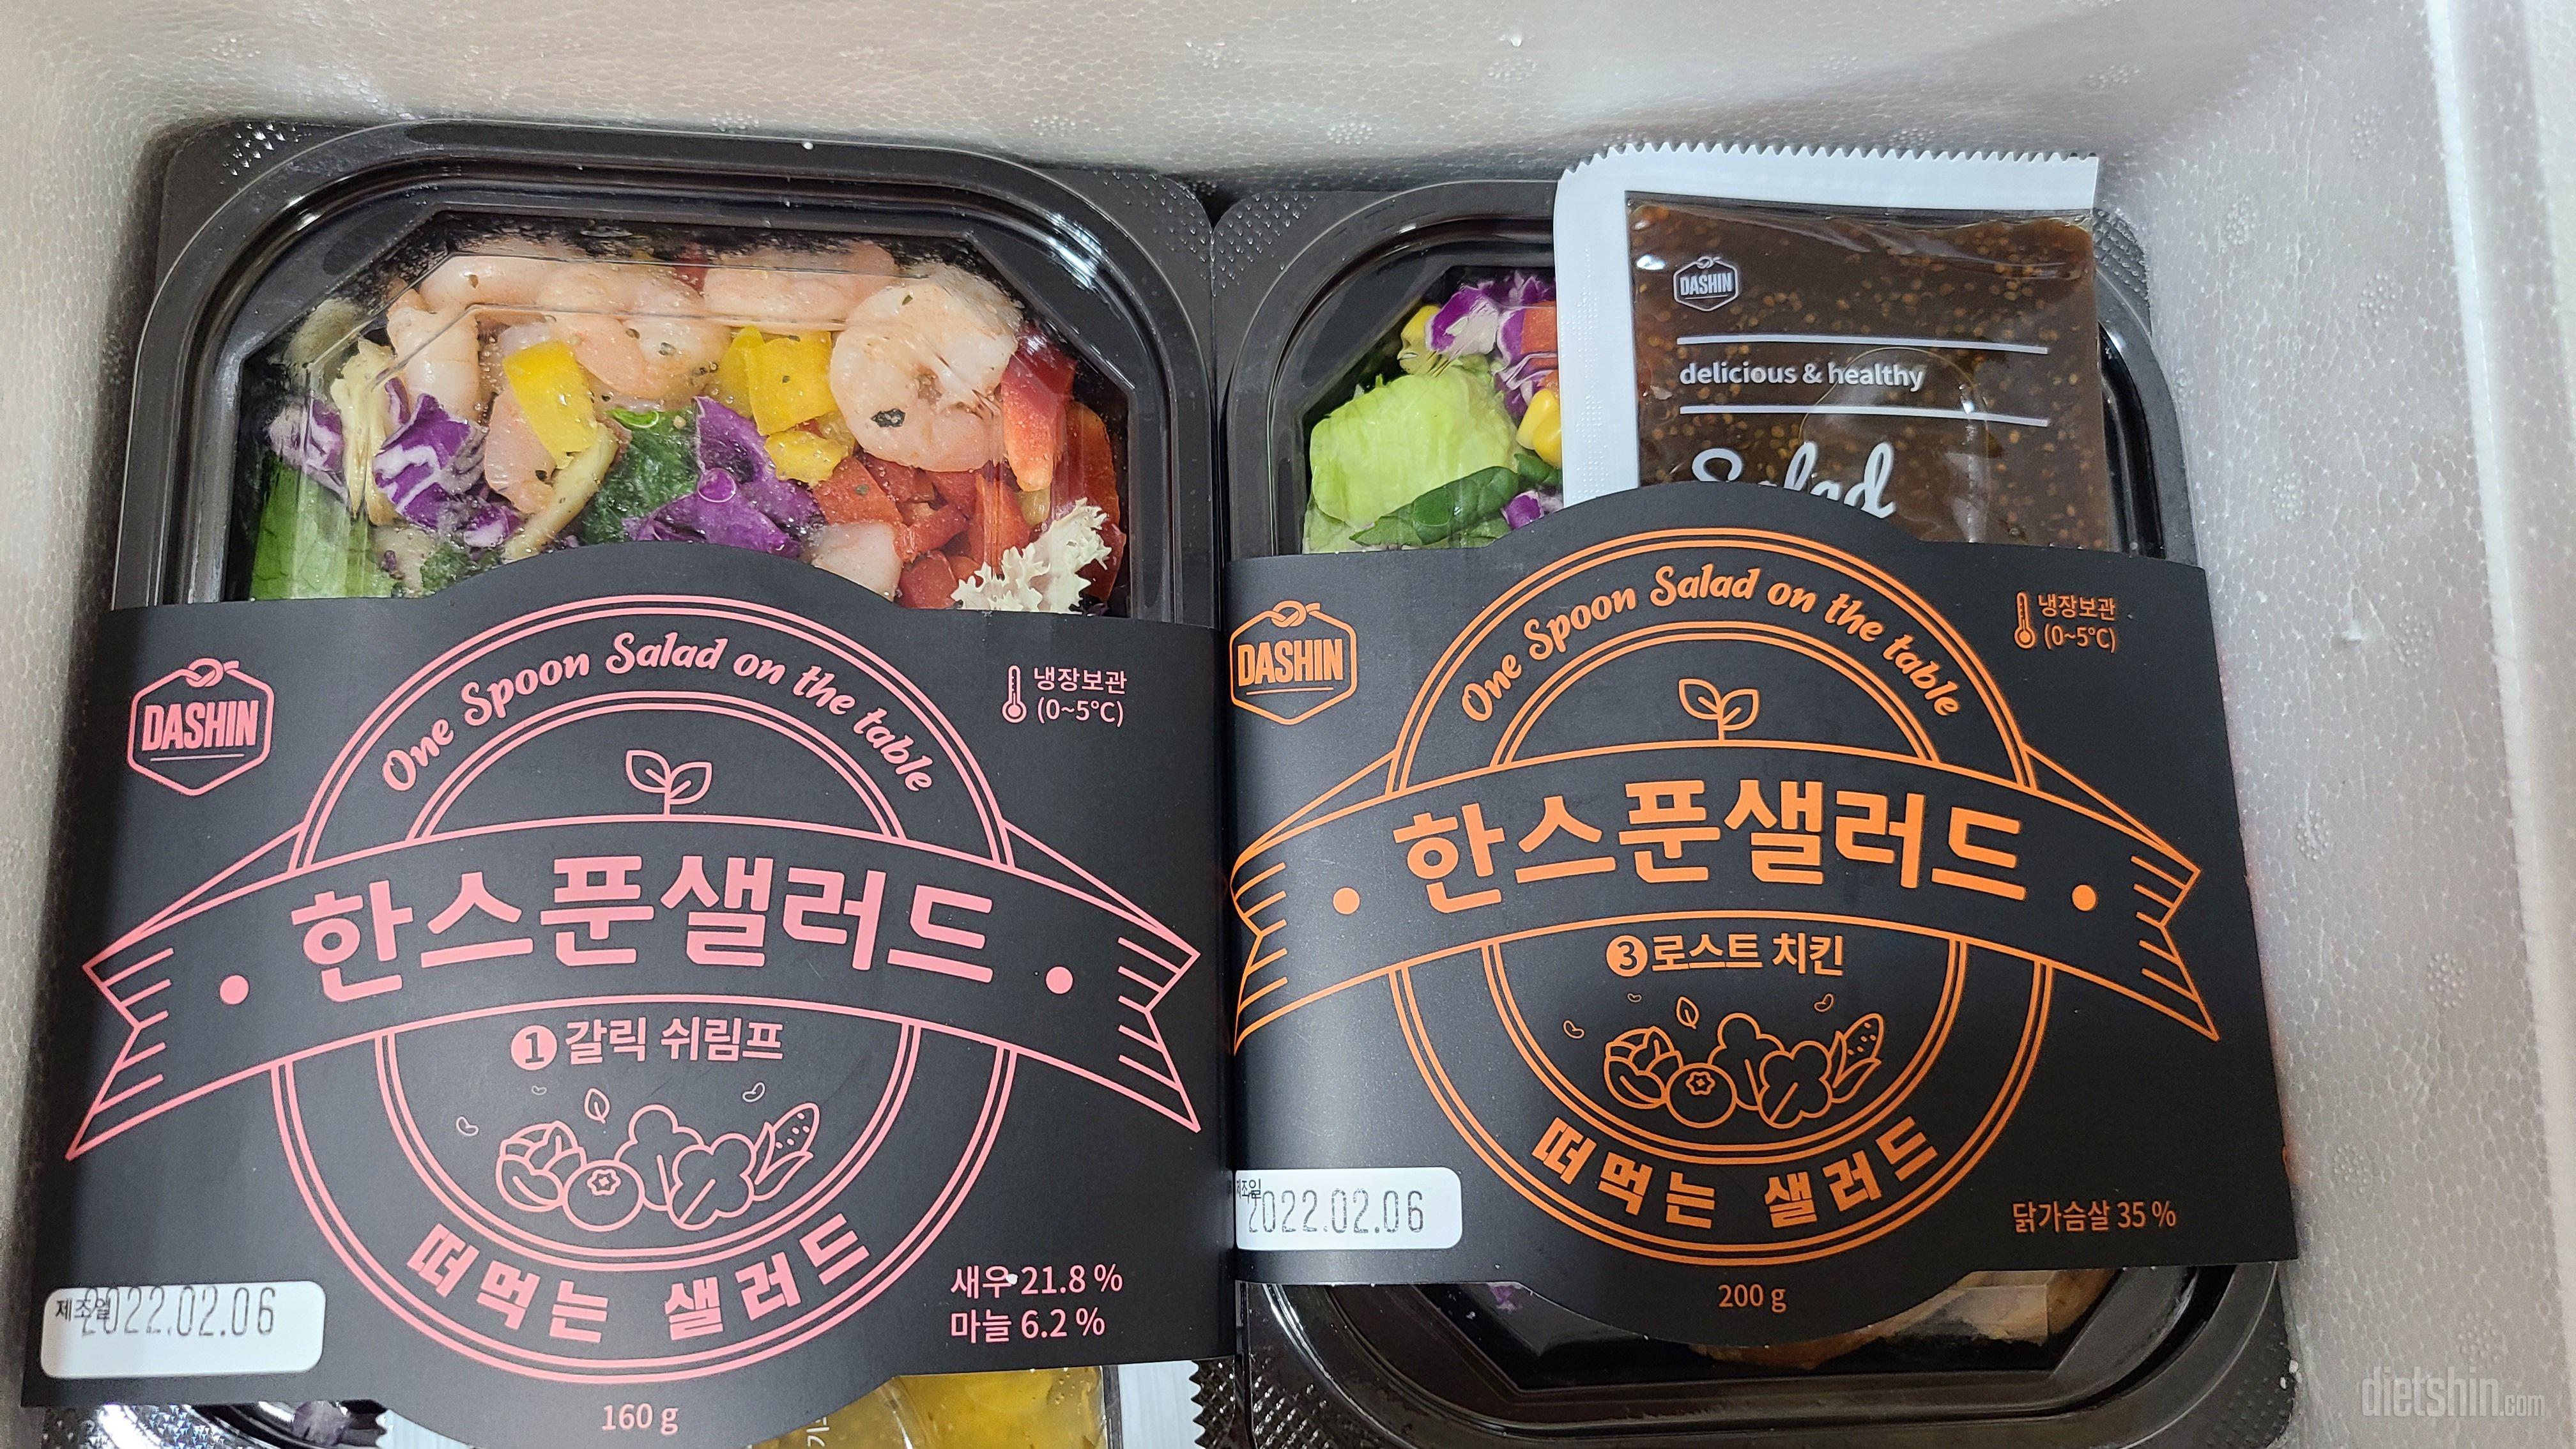 DASHIN
One Spoon Salad on the table
냉장보관
(0~5℃)
한스푼샐러드
1 갈릭 쉬림프
떠먹는 샐러드
제조일
2022.02.06
새우 21.8 %
마늘 6.2 %
160 g
DASHIN
delicious & healthy
Salad
DASHIN
One Spoon Salad on the table
냉장보관
(0~5℃)
한스푼샐러드
3 로스트 치킨
떠먹는 샐러드
제조일
2022.02.06
닭가슴살 35 %
200 g
dietshin.com